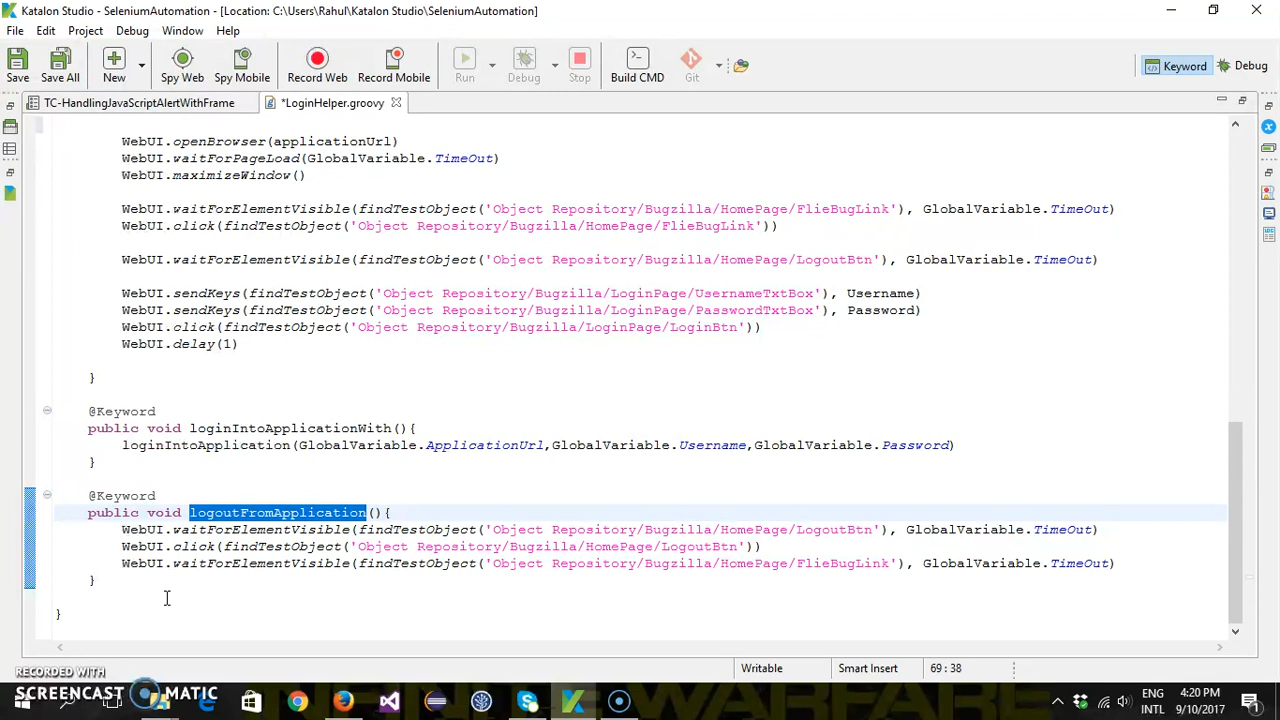 Katalon Studio - SeleniumAutomation - [Location: C:\Users\Rahul\Katalon Studio\SeleniumAutomation]
File Edit Project Debug Window Help
Save Save All New Spy Web Spy Mobile Record Web Record Mobile Run Debug Stop Build CMD Git Keyword Debug
TC-HandlingJavaScriptAlertWithFrame *LoginHelper.groovy
WebUI.openBrowser(applicationUrl)
WebUI.waitForPageLoad(GlobalVariable.TimeOut)
WebUI.maximizeWindow()
WebUI.waitForElementVisible(findTestObject('Object Repository/Bugzilla/HomePage/FlieBugLink'), GlobalVariable.TimeOut)
WebUI.click(findTestObject('Object Repository/Bugzilla/HomePage/FlieBugLink'))
WebUI.waitForElementVisible(findTestObject('Object Repository/Bugzilla/HomePage/LogoutBtn'), GlobalVariable.TimeOut)
WebUI.sendKeys(findTestObject('Object Repository/Bugzilla/LoginPage/UsernameTxtBox'), Username)
WebUI.sendKeys(findTestObject('Object Repository/Bugzilla/LoginPage/PasswordTxtBox'), Password)
WebUI.click(findTestObject('Object Repository/Bugzilla/LoginPage/LoginBtn'))
WebUI.delay(1)
}
@Keyword
public void loginIntoApplicationWith(){
loginIntoApplication(GlobalVariable.ApplicationUrl,GlobalVariable.Username,GlobalVariable.Password)
}
@Keyword
public void logoutFromApplication(){
WebUI.waitForElementVisible(findTestObject('Object Repository/Bugzilla/HomePage/LogoutBtn'), GlobalVariable.TimeOut)
WebUI.click(findTestObject('Object Repository/Bugzilla/HomePage/LogoutBtn'))
WebUI.waitForElementVisible(findTestObject('Object Repository/Bugzilla/HomePage/FlieBugLink'), GlobalVariable.TimeOut)
}
}
Writable Smart Insert 69 : 38
RECORDED WITH
SCREENCAST MATIC
ENG 4:20 PM
INTL 9/10/2017